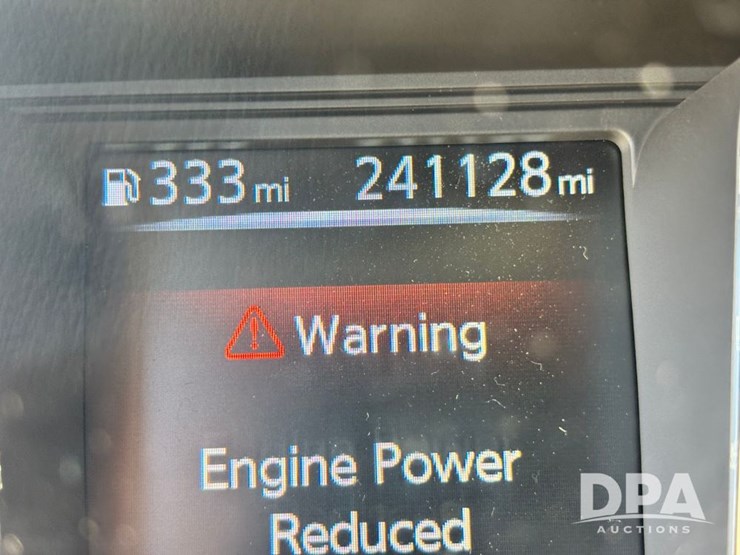 333 mi 241128 mi
Warning
Engine Power
Reduced
DPA
AUCTIONS